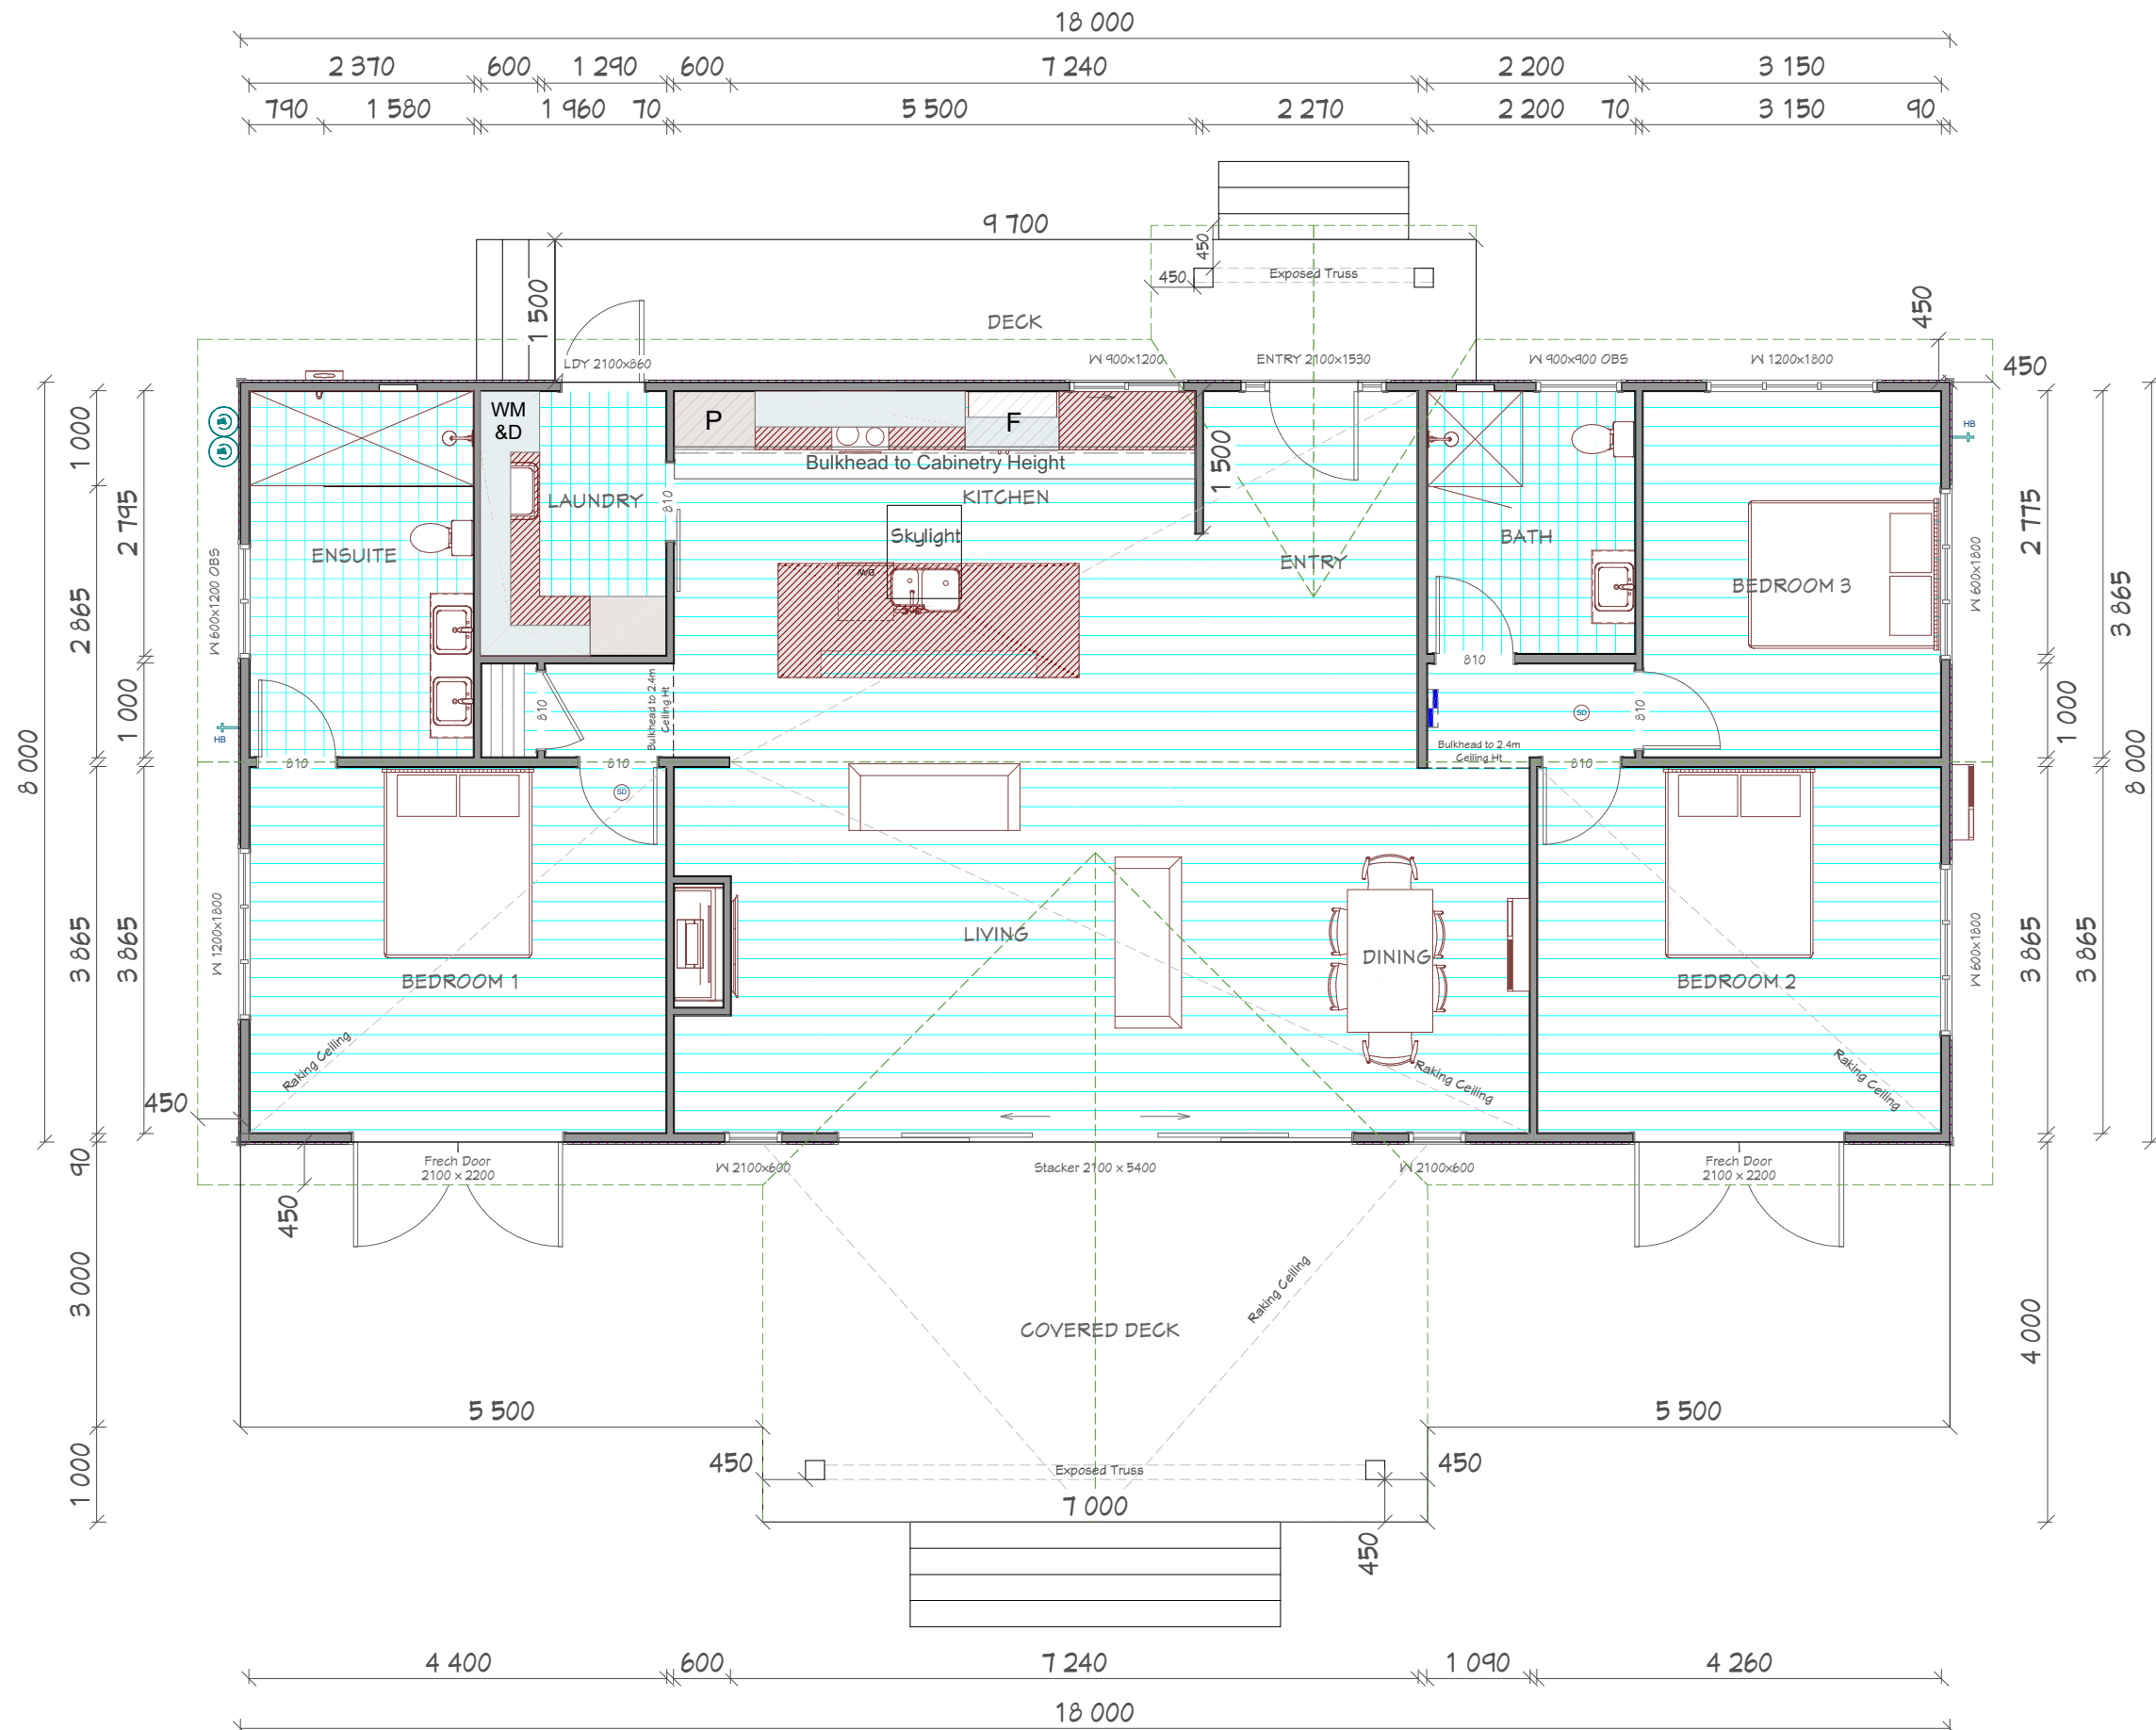 18 000
2 370
600
1 290
600
7 240
2 200
3 150
790
1 580
1 960
70
5 500
2 270
2 200
70
3 150
90
9 700
450
450
Exposed Truss
1 500
DECK
450
LDY 2100x860
W 900x1200
ENTRY 2100x1530
W 900x900 OBS
W 1200x1800
450
WM
&D
P
F
Bulkhead to Cabinetry Height
1 500
HB
1 000
2 795
LAUNDRY
810
KITCHEN
Skylight
ENSUITE
ENTRY
BATH
2 775
W 600x1200 OBS
BEDROOM 3
W 600x1800
3 865
2 865
810
1 000
HB
810
Bulkhead to 2.4m
Ceiling Ht
SD
810
1 000
Bulkhead to 2.4m
Ceiling Ht
8 000
8 000
810
810
810
SD
3 865
3 865
W 1200x1800
LIVING
DINING
BEDROOM 1
BEDROOM 2
W 600x1800
3 865
3 865
Raking Ceiling
Raking Ceiling
Raking Ceiling
450
90
450
Frech Door
2100 x 2200
W 2100x600
Stacker 2100 x 5400
W 2100x600
Frech Door
2100 x 2200
3 000
Raking Ceiling
COVERED DECK
4 000
5 500
5 500
1 000
450
Exposed Truss
450
7 000
450
4 400
600
7 240
1 090
4 260
18 000